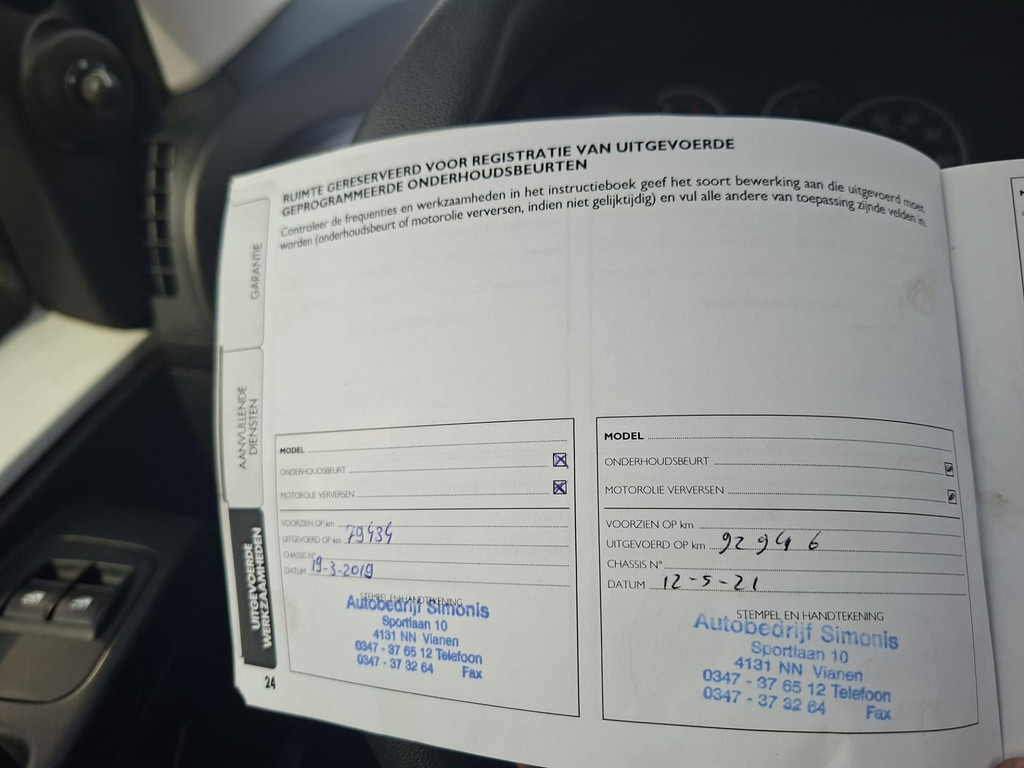 RUIMTE GERESERVEERD VOOR REGISTRATIE VAN UITGEVOERDE
GEPROGRAMMEERDE ONDERHOUDSBEURTEN
Controleer de frequenties en werkzaamheden in het instructieboek geef het soort bewerking aan die uitgevoerd moet
worden (onderhoudsbeurt of motorolie verversen, indien niet gelijktijdig) en vul alle andere van toepassing zijnde velden in.
GARANTIE
AANVULLENDE
DIENSTEN
UITGEVOERDE
WERKZAAMHEDEN
MODEL
ONDERHOUDSBEURT
MOTOROLIE VERVERSEN
VOORZIEN OP km
UITGEVOERD OP km 79434
CHASSIS N°
DATUM 19-3-2019
STEMPEL EN HANDTEKENING
Autobedrijf Simonis
Sportlaan 10
4131 NN Vianen
0347 - 37 65 12 Telefoon
0347 - 37 32 64 Fax
24
MODEL
ONDERHOUDSBEURT
MOTOROLIE VERVERSEN
VOORZIEN OP km
UITGEVOERD OP km 92946
CHASSIS N°
DATUM 12-5-21
STEMPEL EN HANDTEKENING
Autobedrijf Simonis
Sportlaan 10
4131 NN Vianen
0347 - 37 65 12 Telefoon
0347 - 37 32 64 Fax